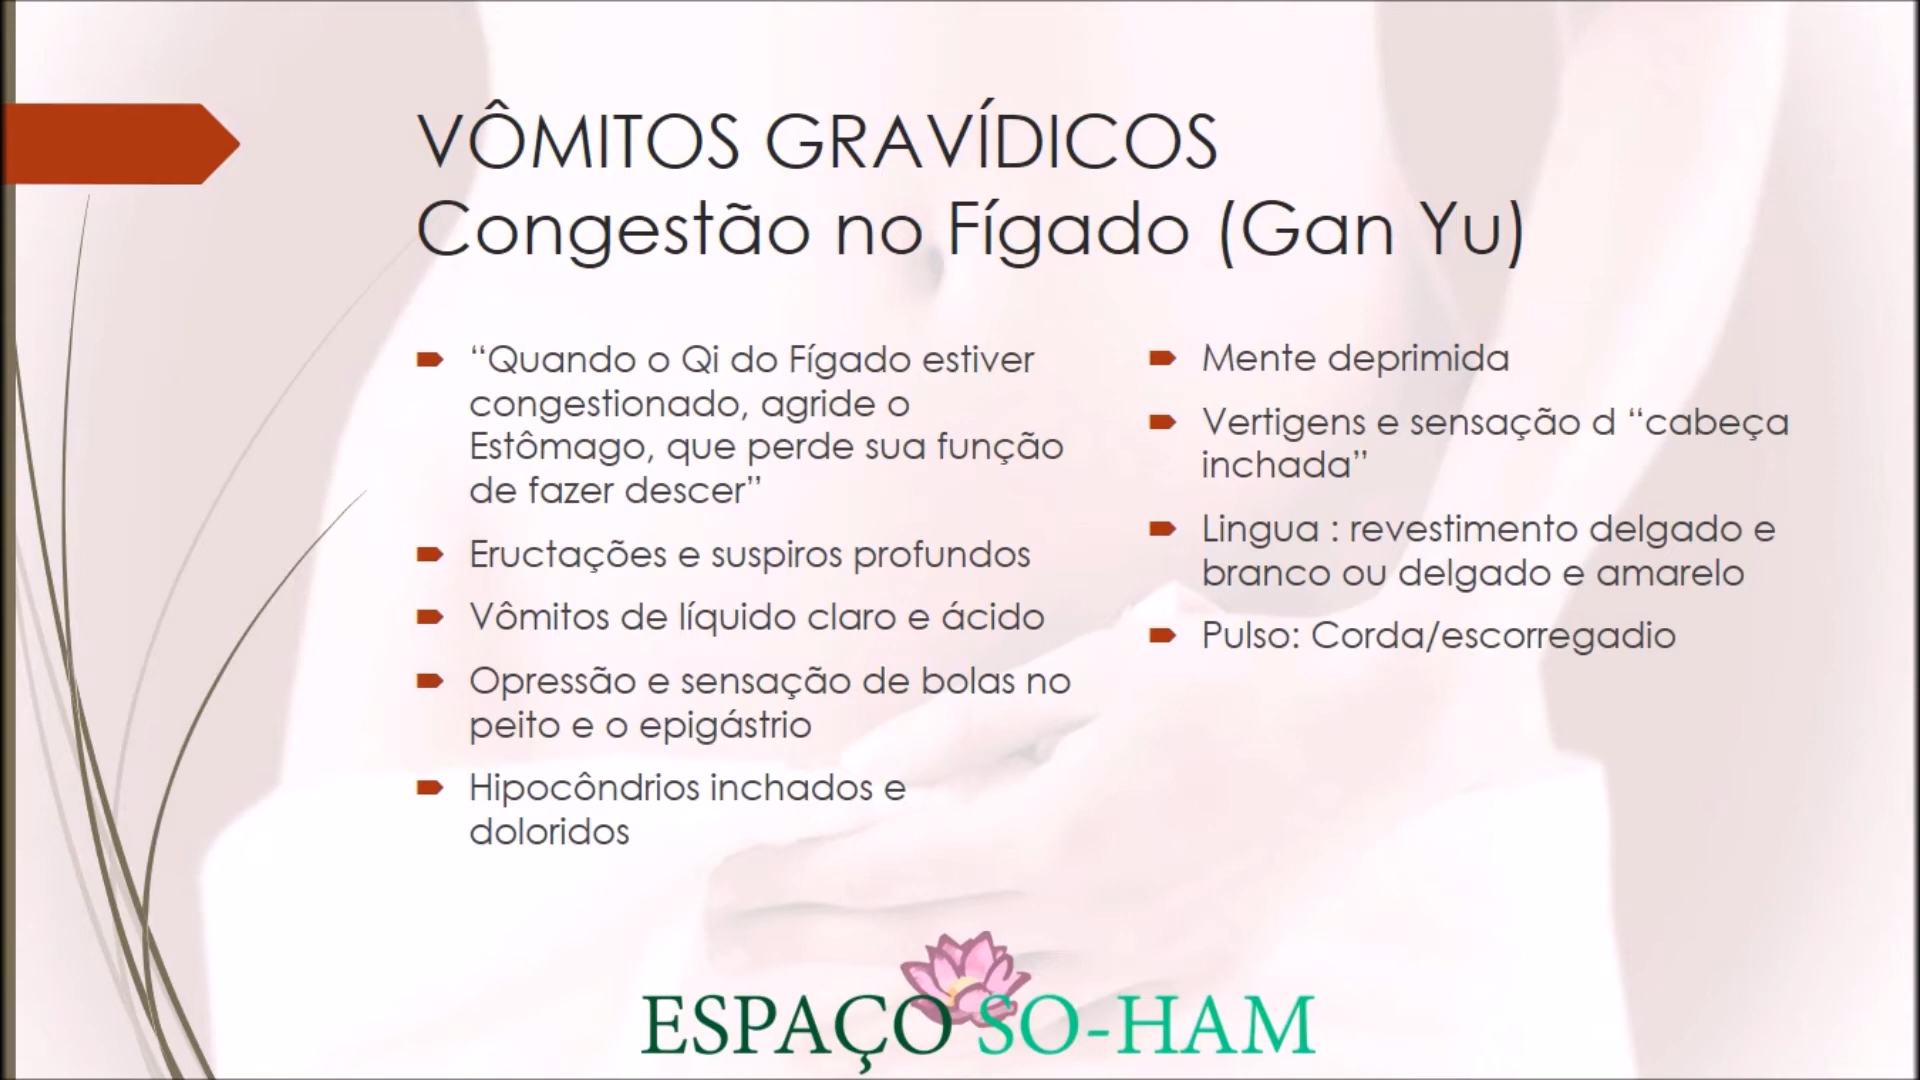 VÔMITOS GRAVÍDICOS
Congestão no Fígado (Gan Yu)
“Quando o Qi do Fígado estiver
congestionado, agride o
Estômago, que perde sua função
de fazer descer”
Eructações e suspiros profundos
Vômitos de líquido claro e ácido
Opressão e sensação de bolas no
peito e o epigástrio
Hipocôndrios inchados e
doloridos
Mente deprimida
Vertigens e sensação d “cabeça
inchada”
Lingua : revestimento delgado e
branco ou delgado e amarelo
Pulso: Corda/escorregadio
ESPAÇO SO-HAM